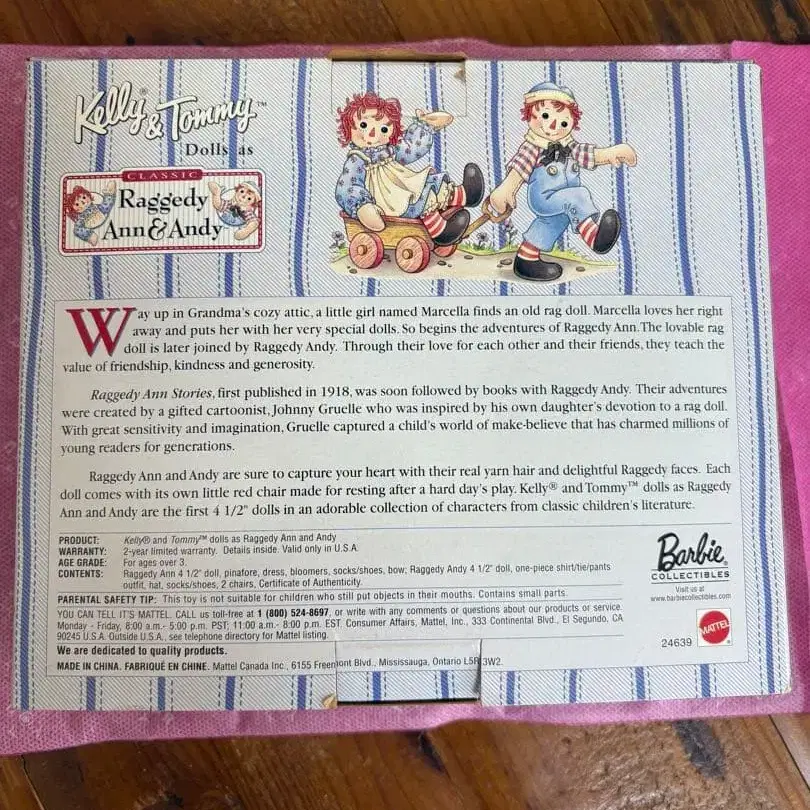 Kelly® & Tommy™
Dolls as
CLASSIC
Raggedy
Ann & Andy
Way up in Grandma's cozy attic, a little girl named Marcella finds an old rag doll. Marcella loves her right
away and puts her with her very special dolls. So begins the adventures of Raggedy Ann. The lovable rag
doll is later joined by Raggedy Andy. Through their love for each other and their friends, they teach the
value of friendship, kindness and generosity.
Raggedy Ann Stories, first published in 1918, was soon followed by books with Raggedy Andy. Their adventures
were created by a gifted cartoonist, Johnny Gruelle who was inspired by his own daughter's devotion to a rag doll.
With great sensitivity and imagination, Gruelle captured a child's world of make-believe that has charmed millions of
young readers for generations.
Raggedy Ann and Andy are sure to capture your heart with their real yarn hair and delightful Raggedy faces. Each
doll comes with its own little red chair made for resting after a hard day's play. Kelly® and Tommy™ dolls as Raggedy
Ann and Andy are the first 4 1/2" dolls in an adorable collection of characters from classic children's literature.
PRODUCT: Kelly® and Tommy™ dolls as Raggedy Ann and Andy
WARRANTY: 2-year limited warranty. Details inside. Valid only in U.S.A.
AGE GRADE: For ages over 3.
CONTENTS: Raggedy Ann 4 1/2" doll, pinafore, dress, bloomers, socks/shoes, bow; Raggedy Andy 4 1/2" doll, one-piece shirt/tie/pants
outfit, hat, socks/shoes, 2 chairs, Certificate of Authenticity.
PARENTAL SAFETY TIP: This toy is not suitable for children who still put objects in their mouths. Contains small parts.
YOU CAN TELL IT'S MATTEL. CALL us toll-free at 1 (800) 524-8697, or write with any comments or questions about our products or service
Monday - Friday, 8:00 a.m.- 5:00 p.m. PST; 11:00 a.m.- 8:00 p.m. EST. Consumer Affairs, Mattel, Inc., 333 Continental Blvd., El Segundo, CA
90245 U.S.A. Outside U.S.A., see telephone directory for Mattel listing.
We are dedicated to quality products.
MADE IN CHINA. FABRIQUÉ EN CHINE. Mattel Canada Inc., 6155 Freemont Blvd., Mississauga, Ontario L5R 3W2.
Barbie®
COLLECTIBLES
Visit us at
www.barbiecollectibles.com
24639
MATTEL